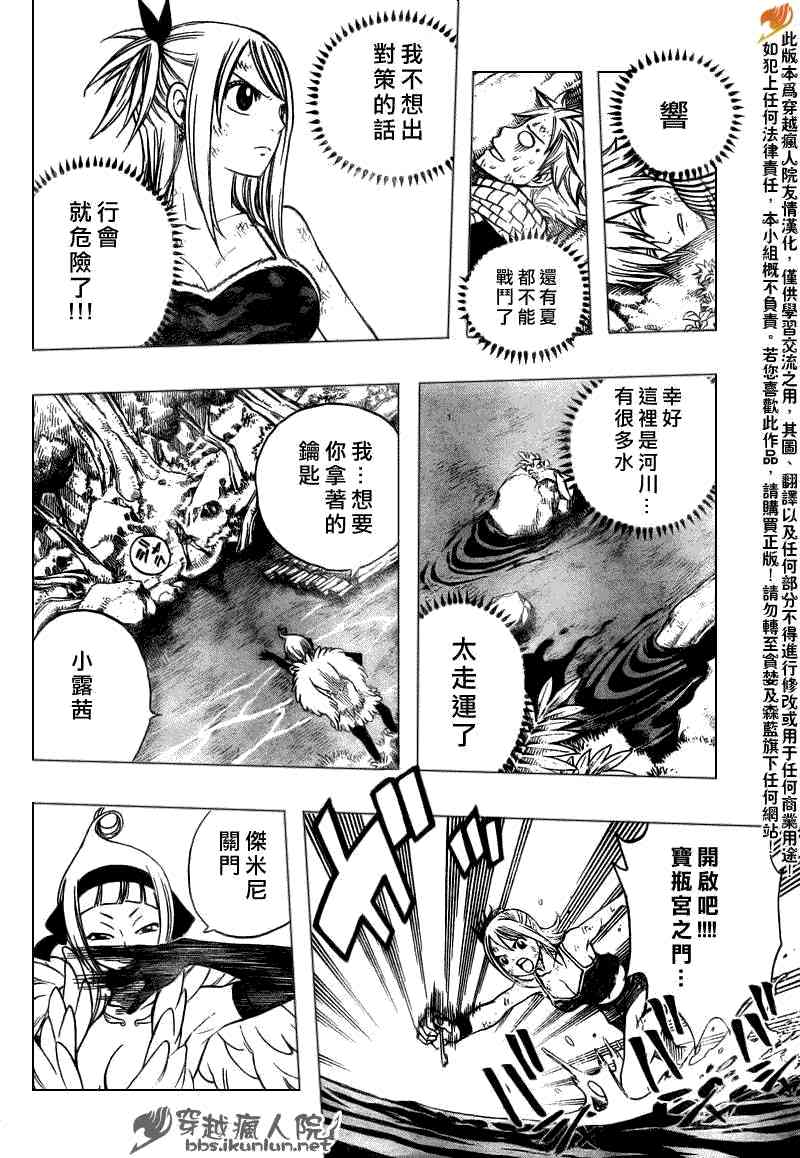 響
還有夏
都不能
戰鬥了
我不想出
對策的話
行會
就危險了!!!
幸好
這裡是河川…
有很多水
太走運了
我…想要
你拿著的
鑰匙
小露茜
開啟吧!!!!
寶瓶宮之門…
傑米尼
關門
此版本爲穿越瘋人院友情漢化，僅供學習交流之用，其圖、翻譯以及任何部分不得進行修改或用于任何商業用途！
如犯上任何法律責任，本小組概不負責。若您喜歡此作品，請購買正版！請勿轉至貪婪及森藍旗下任何網站！
穿越瘋人院
bbs.ikunlun.net